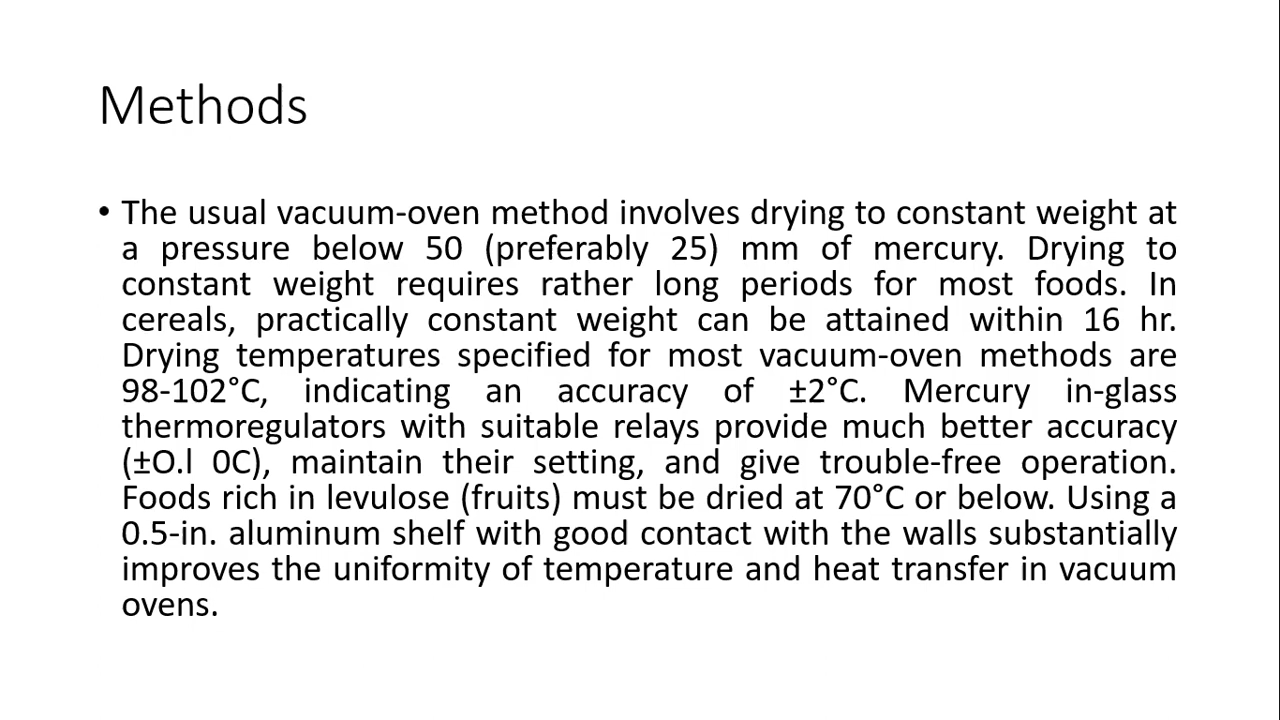 Methods
• The usual vacuum-oven method involves drying to constant weight at
a pressure below 50 (preferably 25) mm of mercury. Drying to
constant weight requires rather long periods for most foods. In
cereals, practically constant weight can be attained within 16 hr.
Drying temperatures specified for most vacuum-oven methods are
98-102°C, indicating an accuracy of ±2°C. Mercury in-glass
thermoregulators with suitable relays provide much better accuracy
(±O.l 0C), maintain their setting, and give trouble-free operation.
Foods rich in levulose (fruits) must be dried at 70°C or below. Using a
0.5-in. aluminum shelf with good contact with the walls substantially
improves the uniformity of temperature and heat transfer in vacuum
ovens.